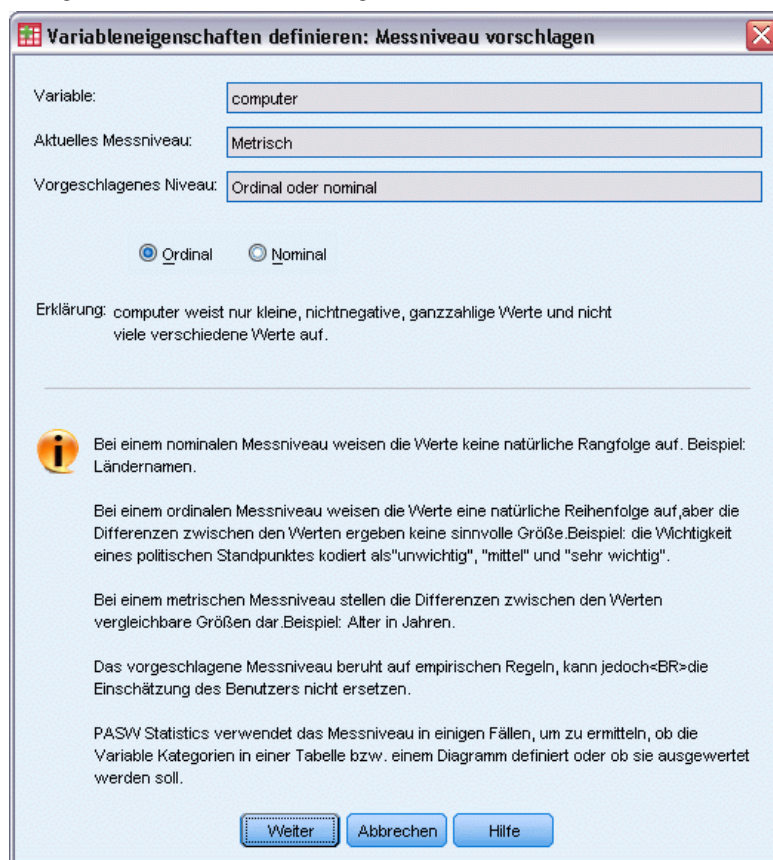 Variableneigenschaften definieren: Messniveau vorschlagen
Variable: computer
Aktuelles Messniveau: Metrisch
Vorgeschlagenes Niveau: Ordinal oder nominal
Ordinal Nominal
Erklärung: computer weist nur kleine, nichtnegative, ganzzahlige Werte und nicht
viele verschiedene Werte auf.
Bei einem nominalen Messniveau weisen die Werte keine natürliche Rangfolge auf. Beispiel:
Ländernamen.
Bei einem ordinalen Messniveau weisen die Werte eine natürliche Reihenfolge auf,aber die
Differenzen zwischen den Werten ergeben keine sinnvolle Größe.Beispiel: die Wichtigkeit
eines politischen Standpunktes kodiert als"unwichtig", "mittel" und "sehr wichtig".
Bei einem metrischen Messniveau stellen die Differenzen zwischen den Werten
vergleichbare Größen dar.Beispiel: Alter in Jahren.
Das vorgeschlagene Messniveau beruht auf empirischen Regeln, kann jedoch<BR>die
Einschätzung des Benutzers nicht ersetzen.
PASW Statistics verwendet das Messniveau in einigen Fällen, um zu ermitteln, ob die
Variable Kategorien in einer Tabelle bzw. einem Diagramm definiert oder ob sie ausgewertet
werden soll.
Weiter Abbrechen Hilfe